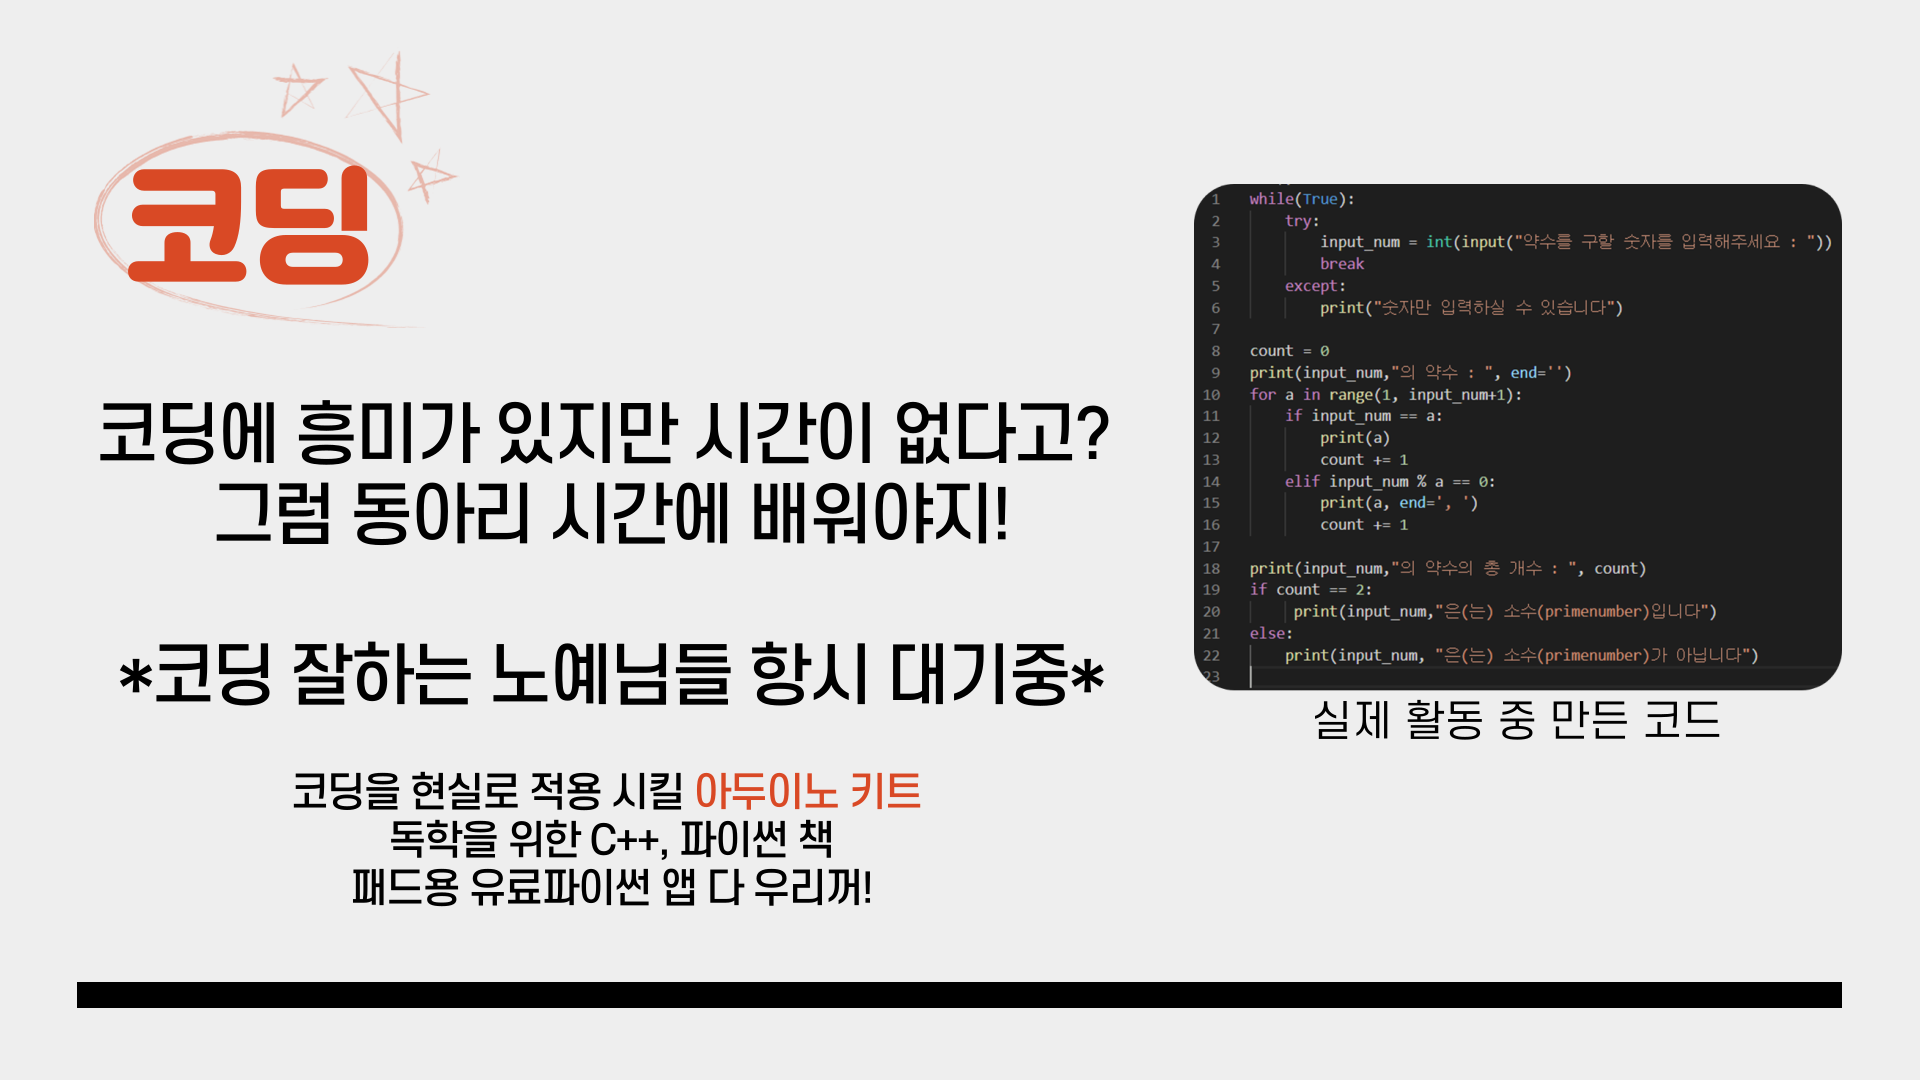 코딩
코딩에 흥미가 있지만 시간이 없다고?
그럼 동아리 시간에 배워야지!
*코딩 잘하는 노예님들 항시 대기중*
코딩을 현실로 적용 시킬 아두이노 키트
독학을 위한 C++, 파이썬 책
패드용 유료파이썬 앱 다 우리꺼!
1 while(True):
2 try:
3 input_num = int(input("약수를 구할 숫자를 입력해주세요 : "))
4 break
5 except:
6 print("숫자만 입력하실 수 있습니다")
7
8 count = 0
9 print(input_num,"의 약수 : ", end='')
10 for a in range(1, input_num+1):
11 if input_num == a:
12 print(a)
13 count += 1
14 elif input_num % a == 0:
15 print(a, end=', ')
16 count += 1
17
18 print(input_num,"의 약수의 총 개수 : ", count)
19 if count == 2:
20 print(input_num,"은(는) 소수(primenumber)입니다")
21 else:
22 print(input_num, "은(는) 소수(primenumber)가 아닙니다")
23
실제 활동 중 만든 코드